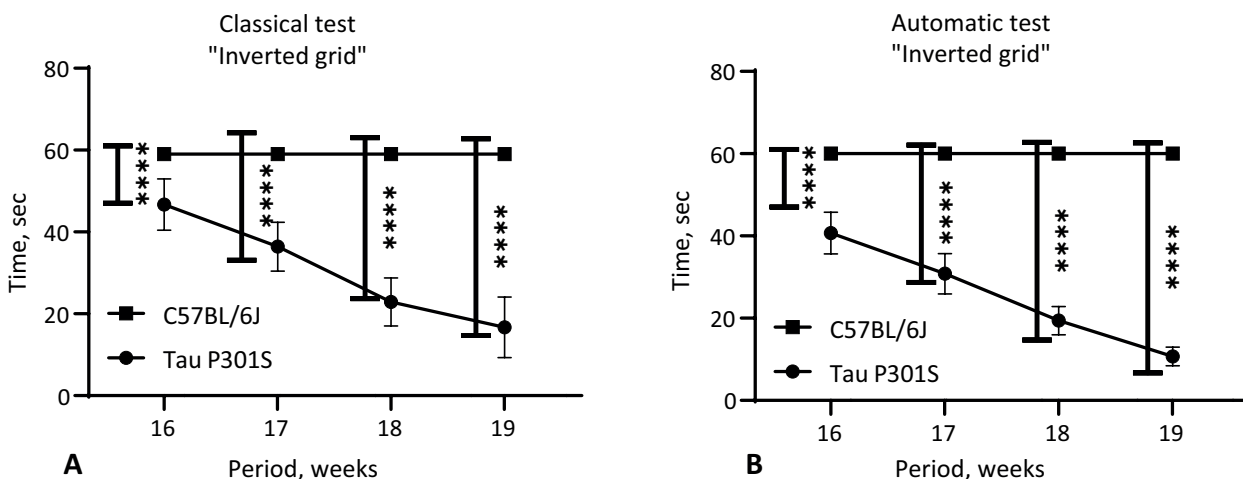 Classical test
"Inverted grid"
80
60
40
20
0
Time, sec
****
****
****
****
C57BL/6J
Tau P301S
16 17 18 19
A
Period, weeks
Automatic test
"Inverted grid"
80
60
40
20
0
Time, sec
****
****
****
****
C57BL/6J
Tau P301S
16 17 18 19
B
Period, weeks